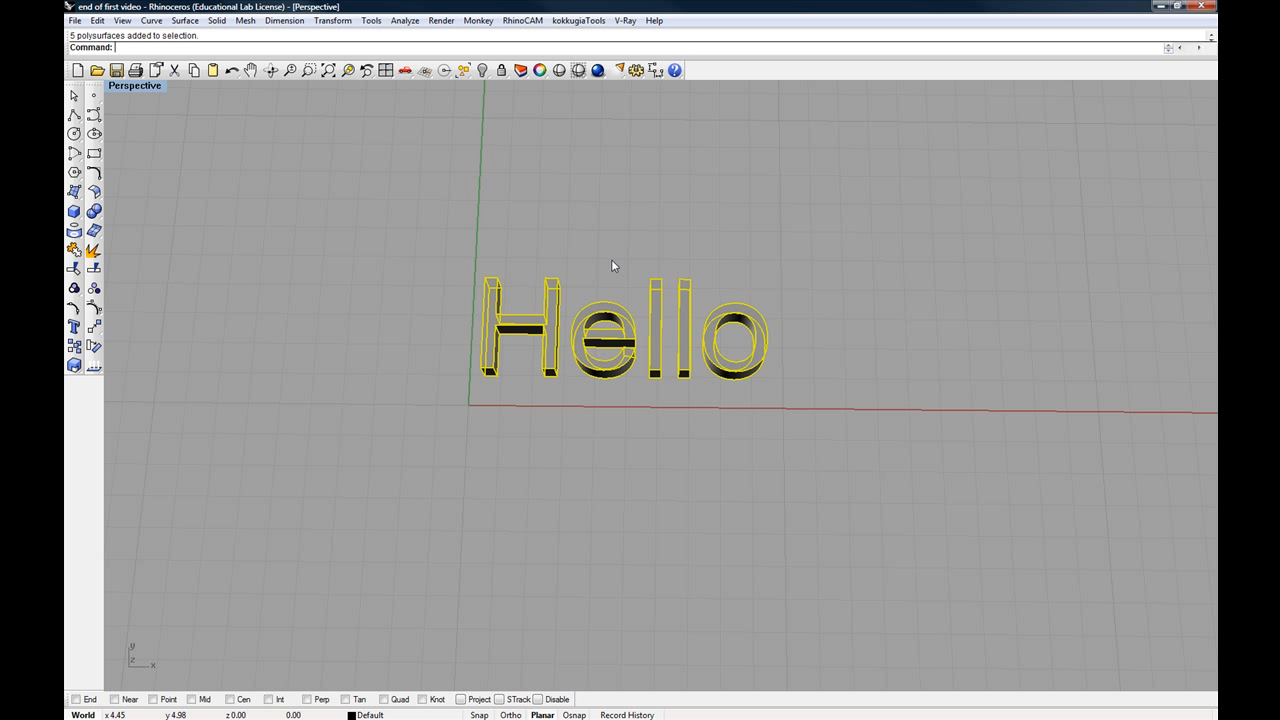 end of first video - Rhinoceros (Educational Lab License) - [Perspective]
File Edit View Curve Surface Solid Mesh Dimension Transform Tools Analyze Render Monkey RhinoCAM kokkugiaTools V-Ray Help
5 polysurfaces added to selection.
Command:
Perspective
Hello
y
z x
End Near Point Mid Cen Int Perp Tan Quad Knot Project STrack Disable
World x 4.45 y 4.98 z 0.00 0.00 Default Snap Ortho Planar Osnap Record History